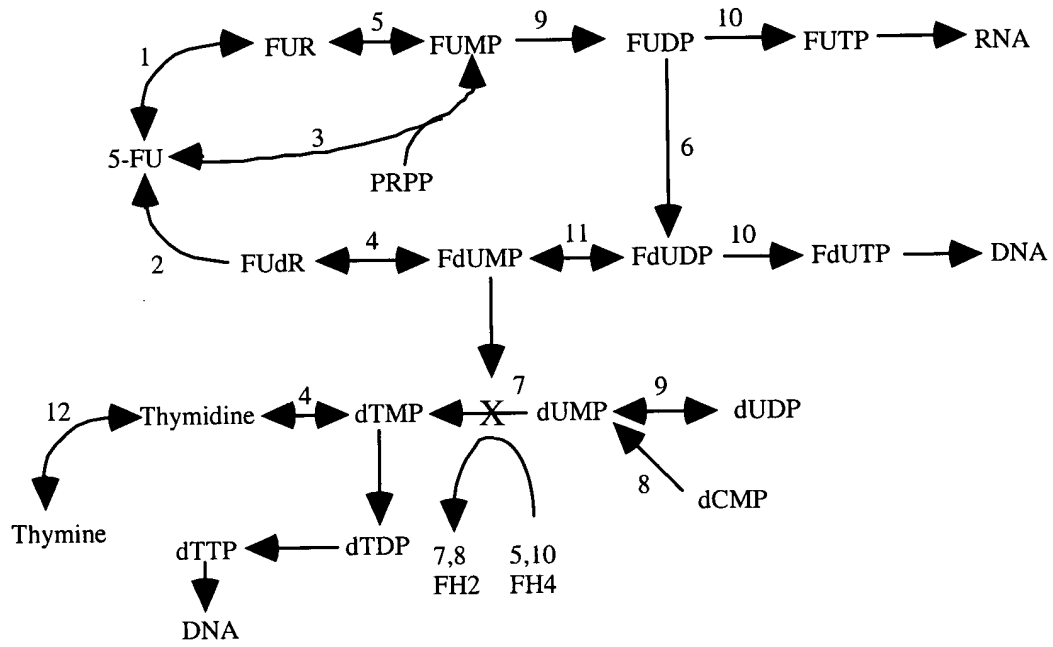 5 9 10
FUR FUMP FUDP FUTP RNA
1
3 6
5-FU
PRPP
4 11 10
2 FUdR FdUMP FdUDP FdUTP DNA
7 9
12 4
Thymidine dTMP X dUMP dUDP
8 dCMP
Thymine dTTP dTDP 7,8 5,10
FH2 FH4
DNA